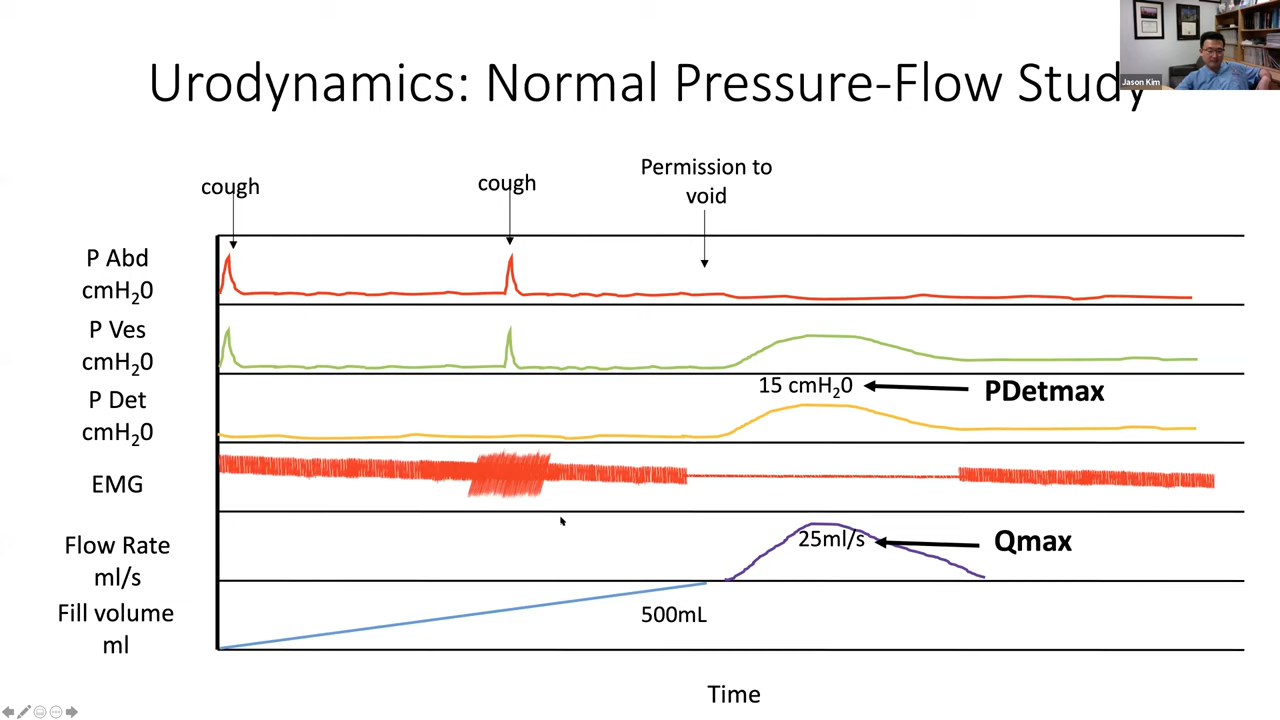 Urodynamics: Normal Pressure-Flow Study
Jason Kim
cough
cough
Permission to
void
P Abd
cmH20
P Ves
cmH20
15 cmH20
PDetmax
P Det
cmH20
EMG
Flow Rate
ml/s
25ml/s
Qmax
Fill volume
ml
500mL
Time